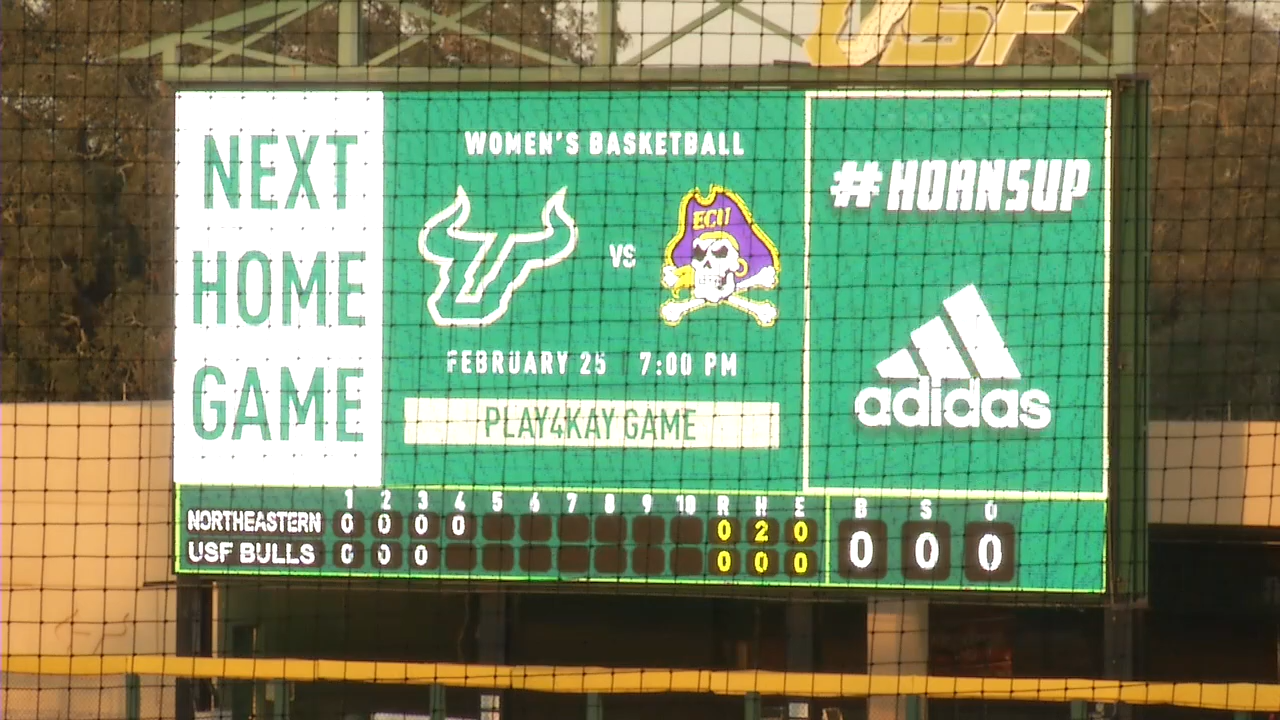 USF
NEXT
HOME
GAME
WOMEN'S BASKETBALL
ECU
VS
FEBRUARY 25 7:00 PM
PLAY4KAY GAME
#HORNSUP
adidas
1 2 3 4 5 6 7 8 9 10 R H E B S O
NORTHEASTERN 0 0 0 0 0 2 0
USF BULLS 0 0 0 0 0 0 0 0 0